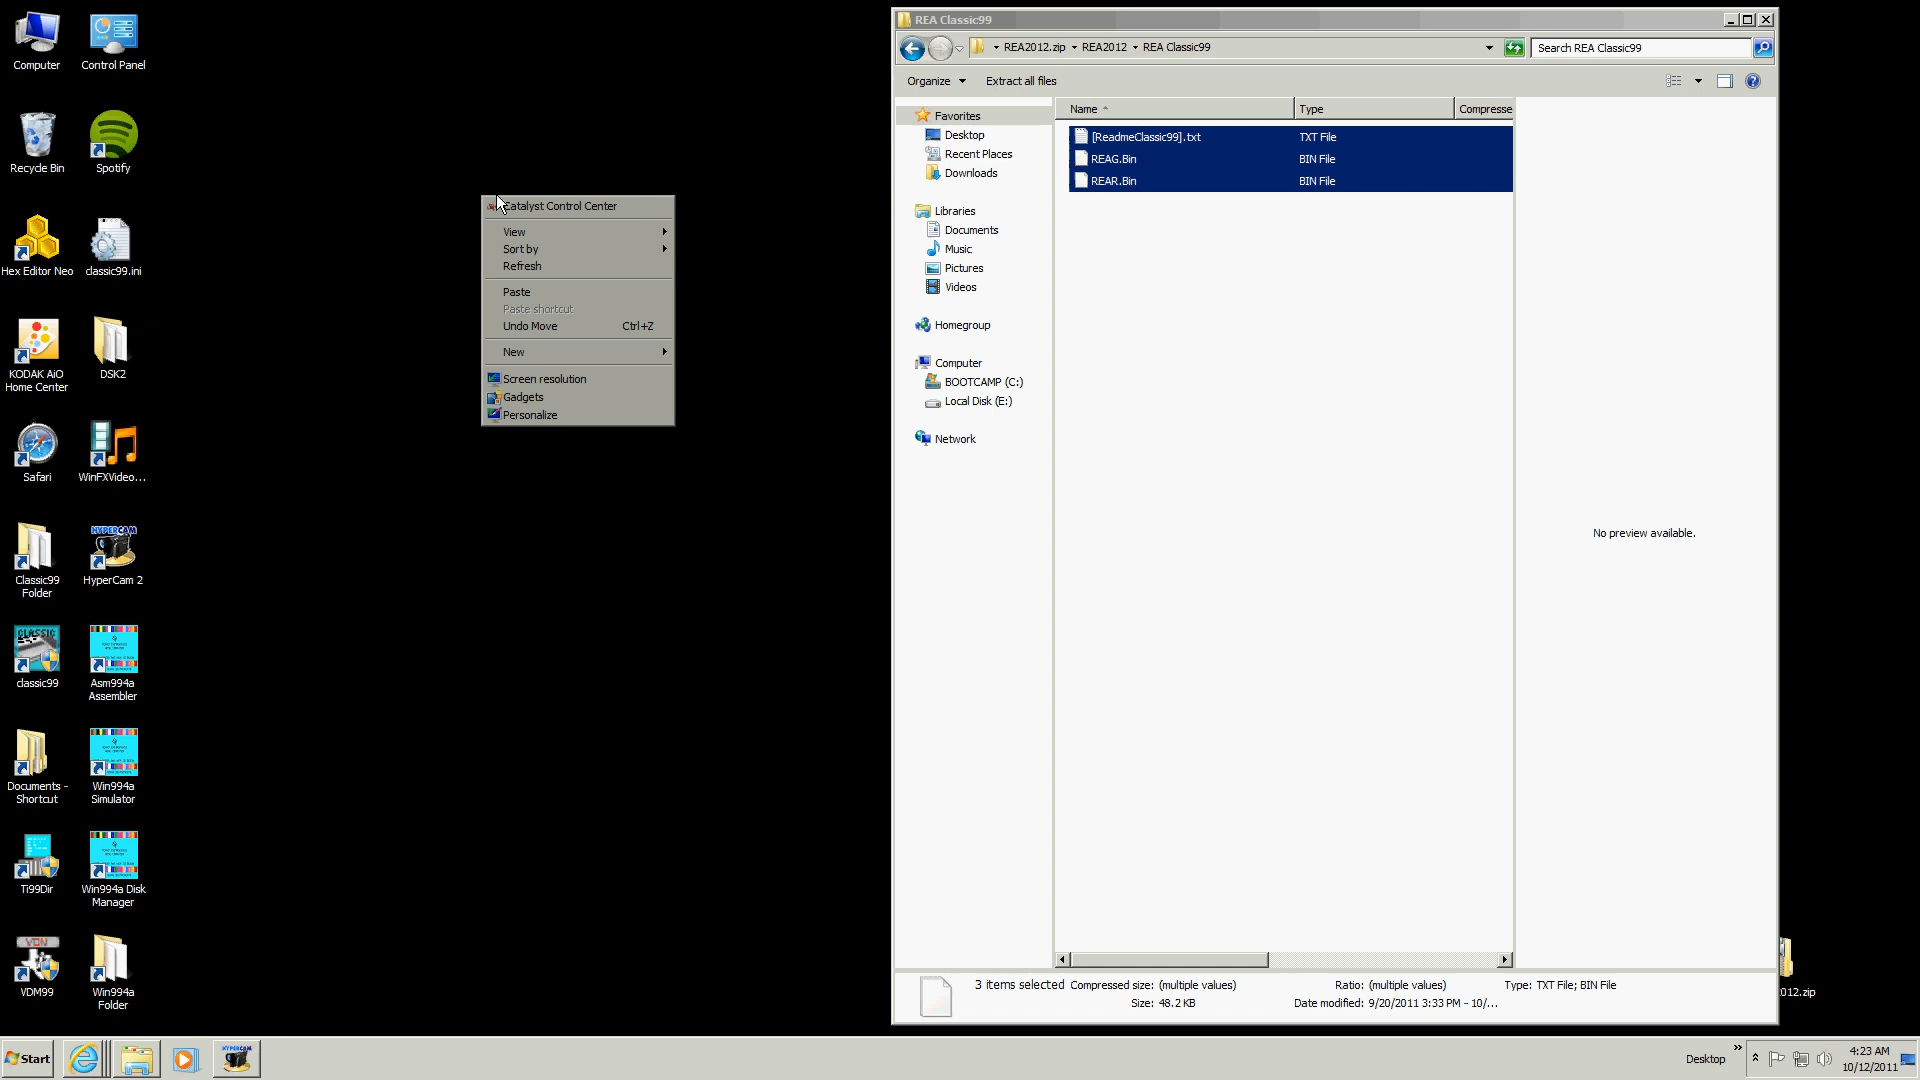 Computer
Control Panel
Recycle Bin
Spotify
Hex Editor Neo
classic99.ini
KODAK AiO
Home Center
DSK2
Safari
WinFXVideo...
Classic99
Folder
HYPERCAM
HyperCam 2
CLASSIC
classic99
Asm994a
Assembler
Documents -
Shortcut
Win994a
Simulator
Ti99Dir
Win994a Disk
Manager
VDM99
Win994a
Folder
Catalyst Control Center
View
Sort by
Refresh
Paste
Paste shortcut
Undo Move Ctrl+Z
New
Screen resolution
Gadgets
Personalize
REA Classic99
REA2012.zip REA2012 REA Classic99
Search REA Classic99
Organize Extract all files
Favorites
Desktop
Recent Places
Downloads
Libraries
Documents
Music
Pictures
Videos
Homegroup
Computer
BOOTCAMP (C:)
Local Disk (E:)
Network
Name Type Compresse
[ReadmeClassic99].txt TXT File
REAG.Bin BIN File
REAR.Bin BIN File
No preview available.
3 items selected Compressed size: (multiple values) Ratio: (multiple values) Type: TXT File; BIN File
Size: 48.2 KB Date modified: 9/20/2011 3:33 PM - 10/...
012.zip
Start
HYPERCAM
Desktop
4:23 AM
10/12/2011